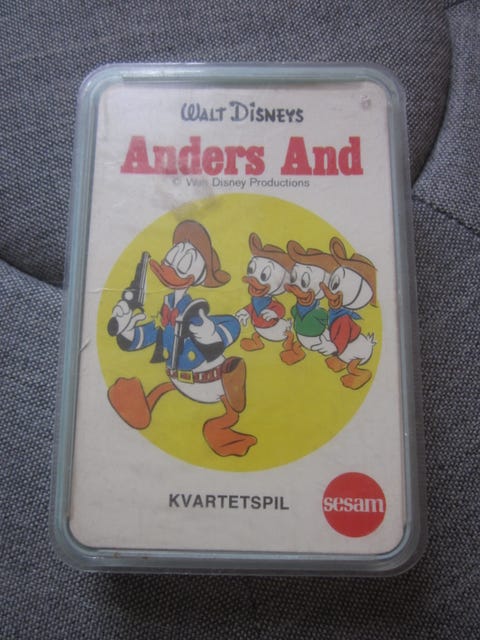 WALT DISNEYS
Anders And
© Walt Disney Productions
KVARTETSPIL
sesam